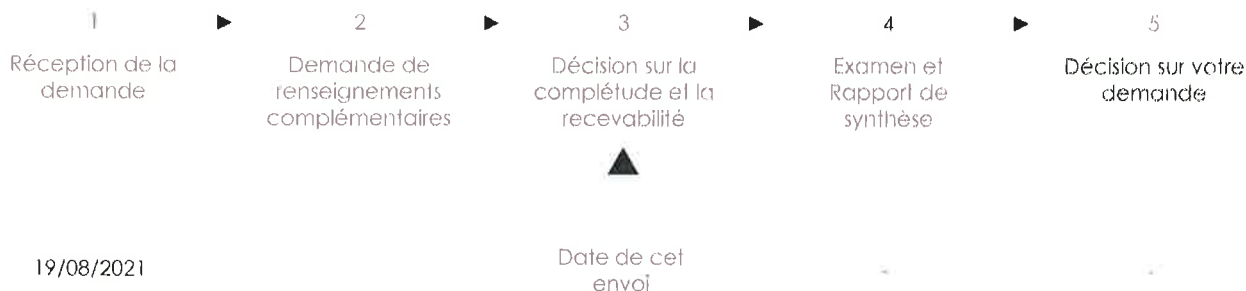 1 ▶ 2 ▶ 3 ▶ 4 ▶ 5
Réception de la
demande
Demande de
renseignements
complémentaires
Décision sur la
complétude et la
recevabilité
Examen et
Rapport de
synthèse
Décision sur votre
demande
▲
19/08/2021
Date de cet
envoi
-
-